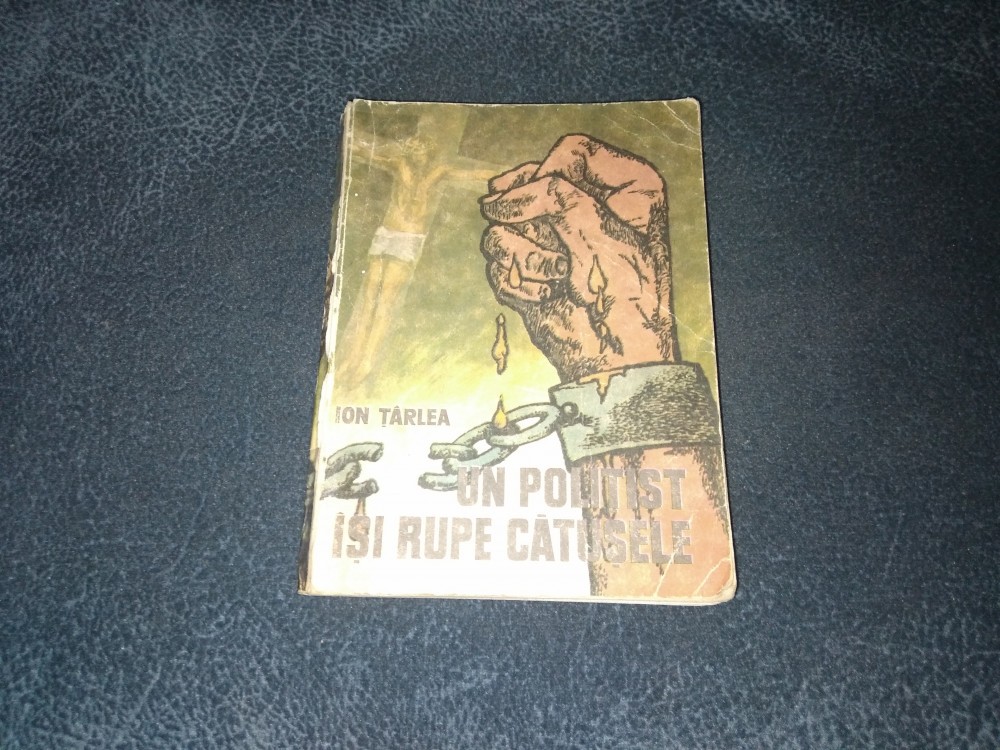 ION ȚÂRLEA
UN POLIȚIST
ÎȘI RUPE CĂTUȘELE